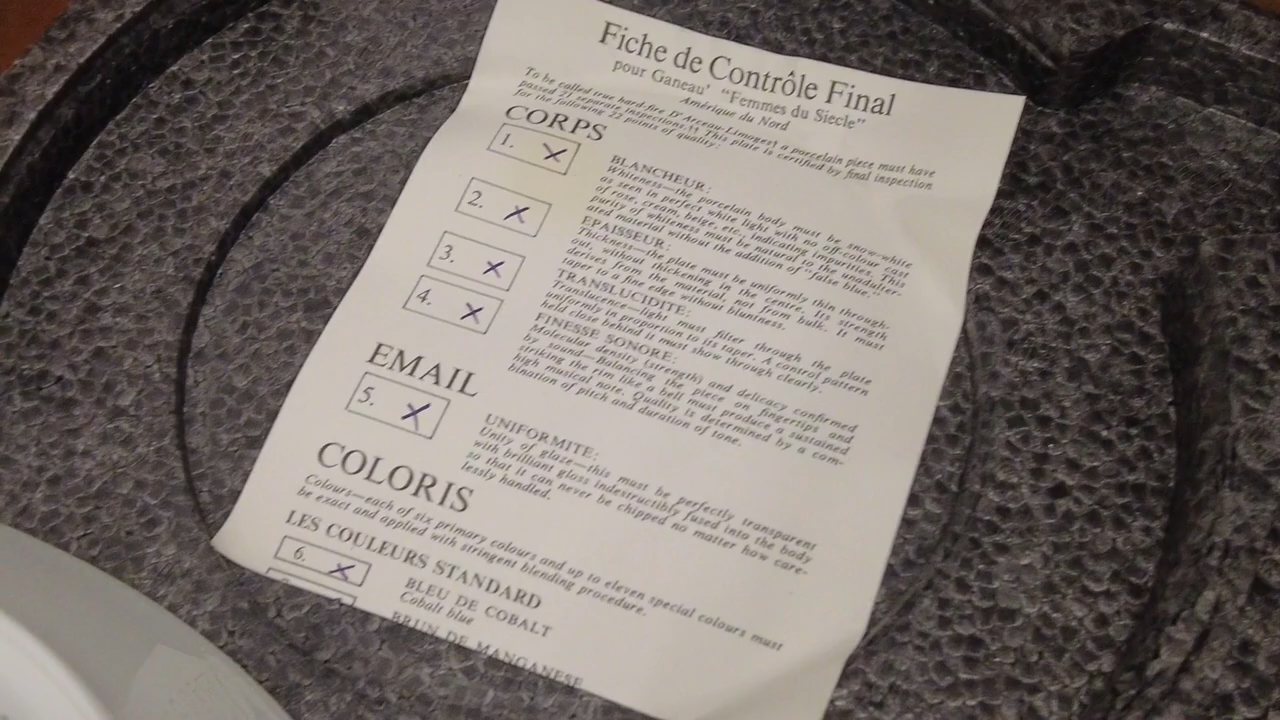 Fiche de Contrôle Final
pour Ganeau' "Femmes du Siecle"
Amérique du Nord
To be called true hard-fire D'Arceau-Limoges† a porcelain piece must have
passed 21 separate inspections.†† This plate is certified by final inspection
for the following 22 points of quality:
CORPS
1. X
BLANCHEUR:
Whiteness—the porcelain body must be snow-white
as seen in perfect white light with no off-colour cast
of rose, cream, beige, etc., indicating impurities. This
purity of whiteness must be natural to the unadulter-
ated material without the addition of "false blue."
2. X
EPAISSEUR:
Thickness—the plate must be uniformly thin through-
out, without thickening in the centre. Its strength
derives from the material, not from bulk. It must
taper to a fine edge without bluntness.
3. X
TRANSLUCIDITE:
Translucence—light must filter through the plate
uniformly in proportion to its taper. A control pattern
held close behind it must show through clearly.
4. X
FINESSE SONORE:
Molecular density (strength) and delicacy confirmed
by sound—Balancing the piece on fingertips and
striking the rim like a bell must produce a sustained
high musical note. Quality is determined by a com-
bination of pitch and duration of tone.
EMAIL
5. X
UNIFORMITE:
Unity of glaze—this must be perfectly transparent
with brilliant gloss indestructibly fused into the body
so that it can never be chipped no matter how care-
lessly handled.
COLORIS
Colours—each of six primary colours and up to eleven special colours must
be exact and applied with stringent blending procedure.
LES COULEURS STANDARD
6. X
BLEU DE COBALT
Cobalt blue
BRUN DE MANGANESE